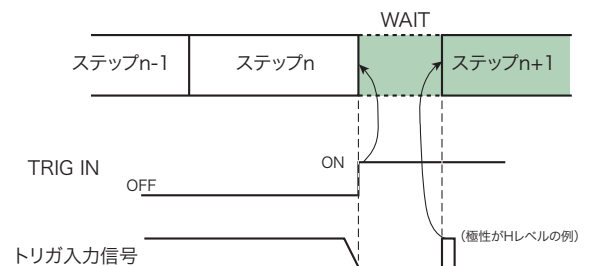 WAIT
ステップn-1
ステップn
ステップn+1
TRIG IN
OFF
ON
トリガ入力信号
（極性がHレベルの例）